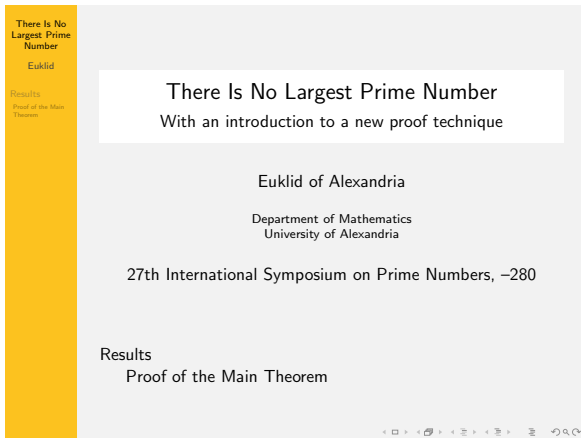 There Is No
Largest Prime
Number
Euklid
Results
Proof of the Main
Theorem
There Is No Largest Prime Number
With an introduction to a new proof technique
Euklid of Alexandria
Department of Mathematics
University of Alexandria
27th International Symposium on Prime Numbers, –280
Results
Proof of the Main Theorem